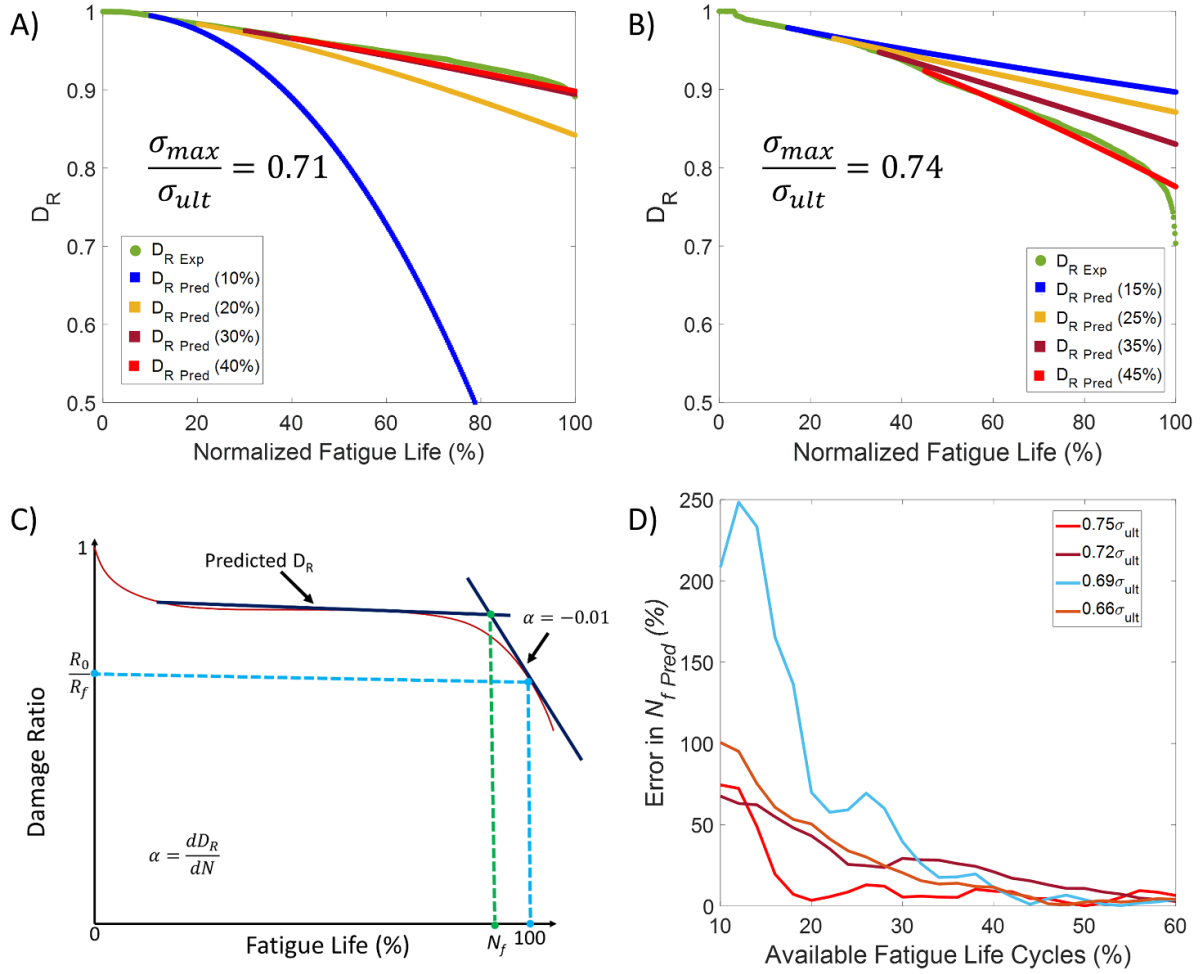 A)
1
0.9
0.8
0.7
0.6
0.5
D_R
σ_max / σ_ult = 0.71
D_R Exp
D_R Pred (10%)
D_R Pred (20%)
D_R Pred (30%)
D_R Pred (40%)
0 20 40 60 80 100
Normalized Fatigue Life (%)
B)
1
0.9
0.8
0.7
0.6
0.5
D_R
σ_max / σ_ult = 0.74
D_R Exp
D_R Pred (15%)
D_R Pred (25%)
D_R Pred (35%)
D_R Pred (45%)
0 20 40 60 80 100
Normalized Fatigue Life (%)
C)
1
Predicted D_R
α = −0.01
R_0 / R_f
Damage Ratio
α = dD_R / dN
0 N_f 100
Fatigue Life (%)
D)
250
200
150
100
50
0
Error in N_f Pred (%)
0.75σ_ult
0.72σ_ult
0.69σ_ult
0.66σ_ult
10 20 30 40 50 60
Available Fatigue Life Cycles (%)